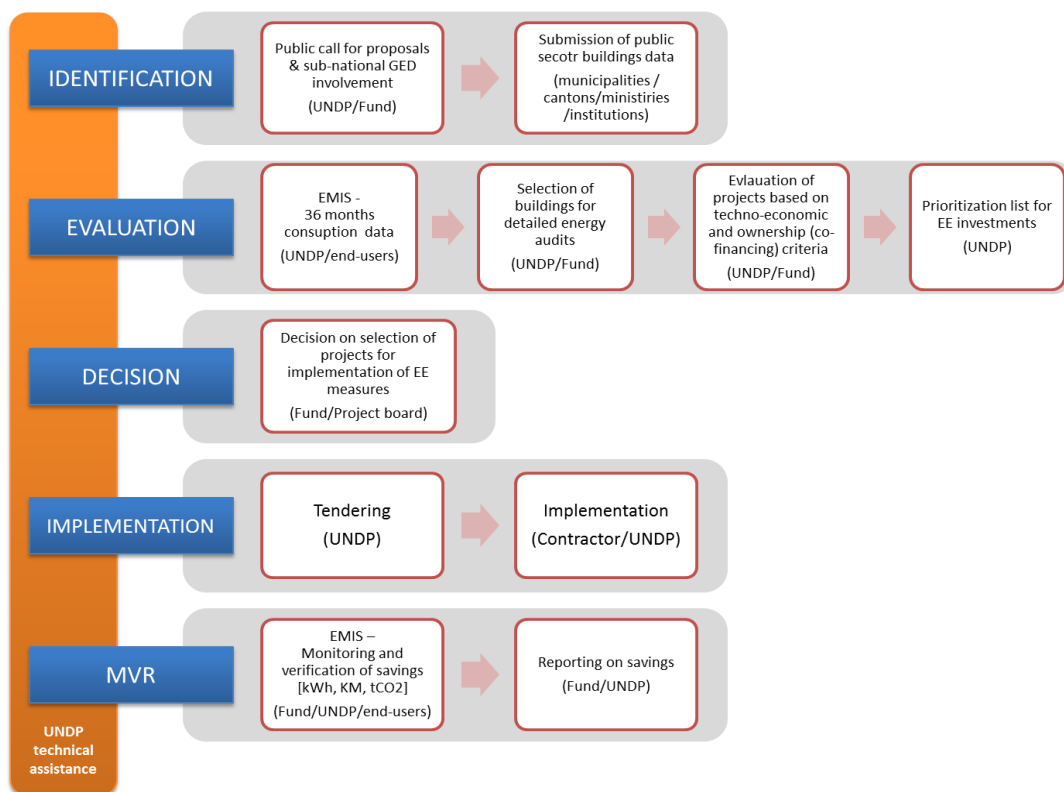 IDENTIFICATION
Public call for proposals
& sub-national GED
involvement
(UNDP/Fund)
Submission of public
secotr buildings data
(municipalities /
cantons/ministiries
/institutions)
EVALUATION
EMIS -
36 months
consuption data
(UNDP/end-users)
Selection of
buildings for
detailed energy
audits
(UNDP/Fund)
Evlauation of
projects based on
techno-economic
and ownership (co-
financing) criteria
(UNDP/Fund)
Prioritization list for
EE investments
(UNDP)
DECISION
Decision on selection of
projects for
implementation of EE
measures
(Fund/Project board)
IMPLEMENTATION
Tendering
(UNDP)
Implementation
(Contractor/UNDP)
MVR
EMIS –
Monitoring and
verification of savings
[kWh, KM, tCO2]
(Fund/UNDP/end-users)
Reporting on savings
(Fund/UNDP)
UNDP
technical
assistance